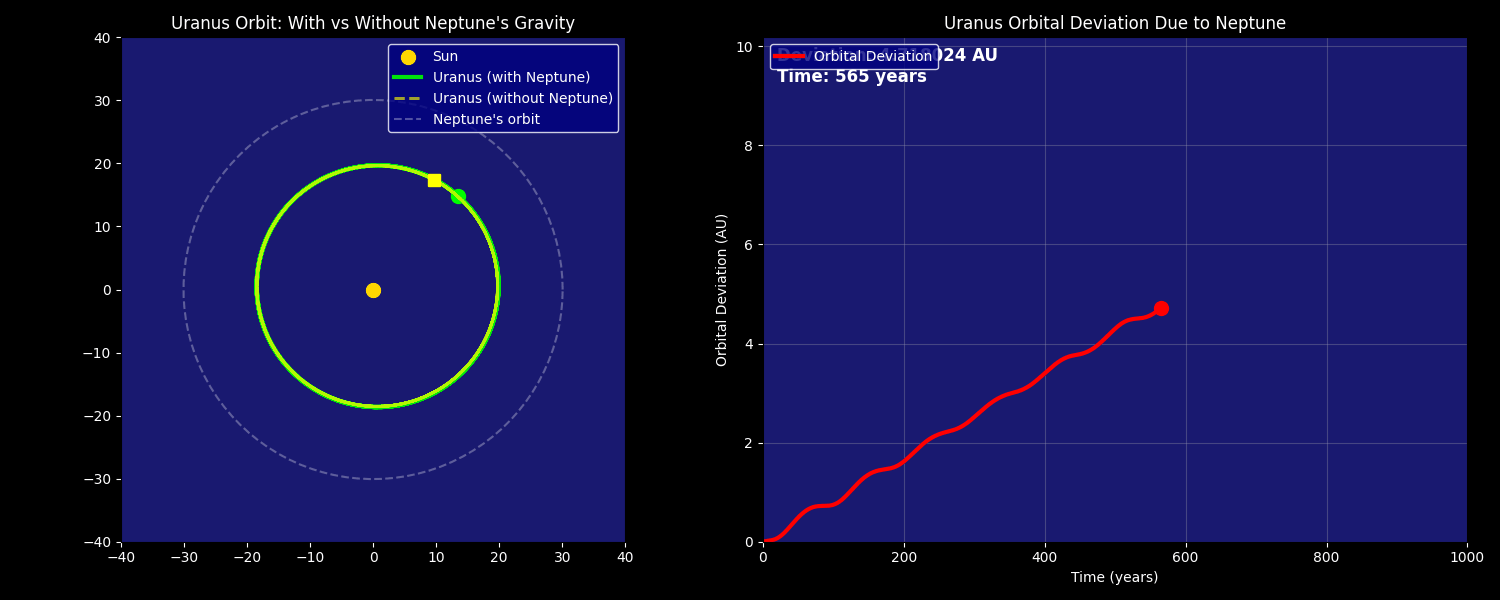 Uranus Orbit: With vs Without Neptune's Gravity
Sun
Uranus (with Neptune)
Uranus (without Neptune)
Neptune's orbit
40
30
20
10
0
−10
−20
−30
−40
−40 −30 −20 −10 0 10 20 30 40
Uranus Orbital Deviation Due to Neptune
Orbital Deviation
AU
Time: 565 years
Orbital Deviation (AU)
10
8
6
4
2
0
0 200 400 600 800 1000
Time (years)